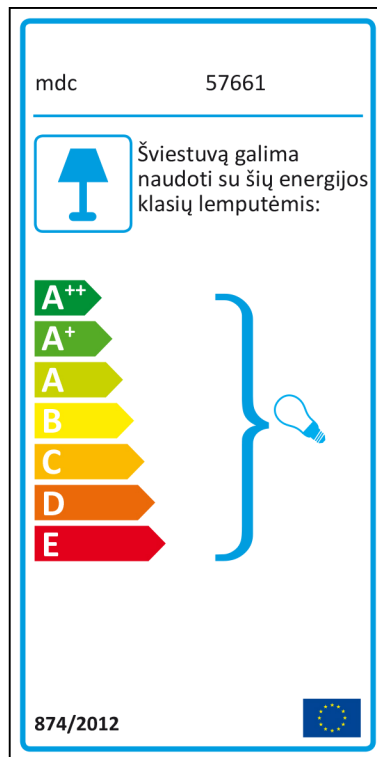 mdc 57661
Šviestuvą galima
naudoti su šių energijos
klasių lemputėmis:
A++
A+
A
B
C
D
E
874/2012